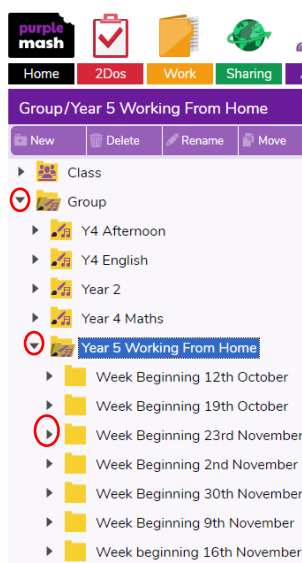 purple
mash
Home 2Dos Work Sharing
Group/Year 5 Working From Home
New Delete Rename Move
Class
Group
Y4 Afternoon
Y4 English
Year 2
Year 4 Maths
Year 5 Working From Home
Week Beginning 12th October
Week Beginning 19th October
Week Beginning 23rd November
Week Beginning 2nd November
Week Beginning 30th November
Week Beginning 9th November
Week beginning 16th November